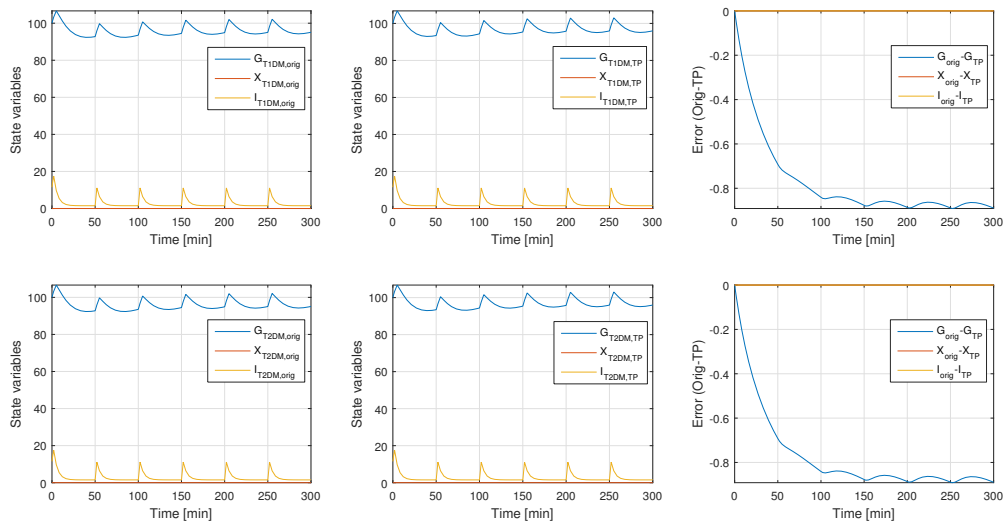 State variables
100
80
60
40
20
0
G_T1DM,orig
X_T1DM,orig
I_T1DM,orig
0 50 100 150 200 250 300
Time [min]
State variables
100
80
60
40
20
0
G_T1DM,TP
X_T1DM,TP
I_T1DM,TP
0 50 100 150 200 250 300
Time [min]
Error (Orig-TP)
0
-0.2
-0.4
-0.6
-0.8
G_orig-G_TP
X_orig-X_TP
I_orig-I_TP
0 50 100 150 200 250 300
Time [min]
State variables
100
80
60
40
20
0
G_T2DM,orig
X_T2DM,orig
I_T2DM,orig
0 50 100 150 200 250 300
Time [min]
State variables
100
80
60
40
20
0
G_T2DM,TP
X_T2DM,TP
I_T2DM,TP
0 50 100 150 200 250 300
Time [min]
Error (Orig-TP)
0
-0.2
-0.4
-0.6
-0.8
G_orig-G_TP
X_orig-X_TP
I_orig-I_TP
0 50 100 150 200 250 300
Time [min]